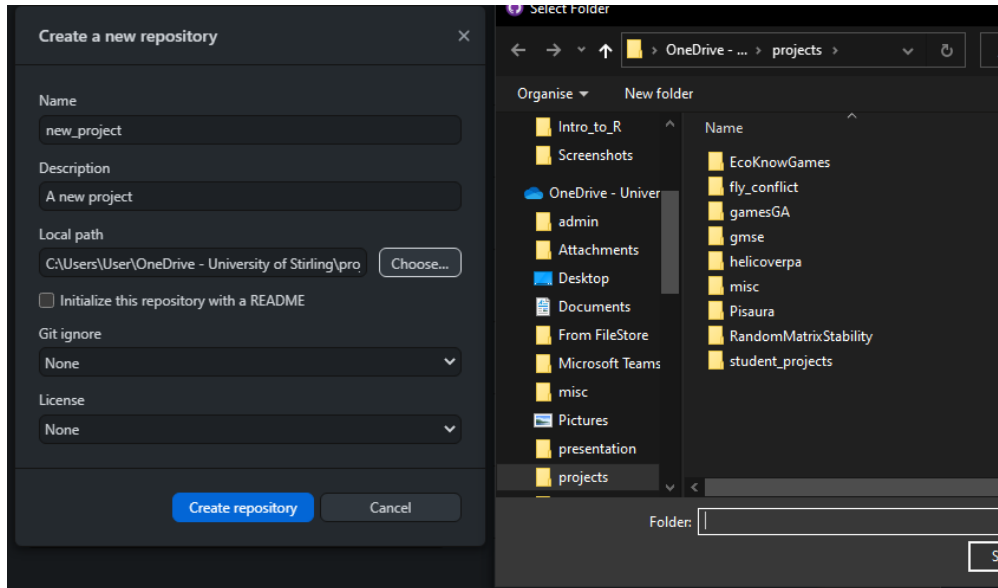 Create a new repository
Name
new_project
Description
A new project
Local path
C:\Users\User\OneDrive - University of Stirling\pro
Choose...
Initialize this repository with a README
Git ignore
None
License
None
Create repository
Cancel
Select Folder
OneDrive - ... › projects ›
Organise
New folder
Intro_to_R
Screenshots
OneDrive - Univer
admin
Attachments
Desktop
Documents
From FileStore
Microsoft Teams
misc
Pictures
presentation
projects
Name
EcoKnowGames
fly_conflict
gamesGA
gmse
helicoverpa
misc
Pisaura
RandomMatrixStability
student_projects
Folder: